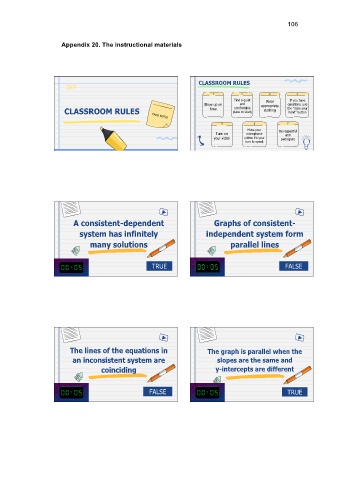 106
Appendix 20. The instructional materials
CLASSROOM RULES
CLASSROOM RULES
Show up on
time.
Find a quiet
and
comfortable
place to study
Wear
appropriate
clothing
If you have
questions, use
the "raise your
hand" button
Turn on
your video
Mute your
microphone
unless it's your
turn to speak
Be respectful
and
participate
A consistent-dependent
system has infinitely
many solutions
00:05
TRUE
Graphs of consistent-
independent system form
parallel lines
00:05
FALSE
The lines of the equations in
an inconsistent system are
coinciding
00:05
FALSE
The graph is parallel when the
slopes are the same and
y-intercepts are different
00:05
TRUE